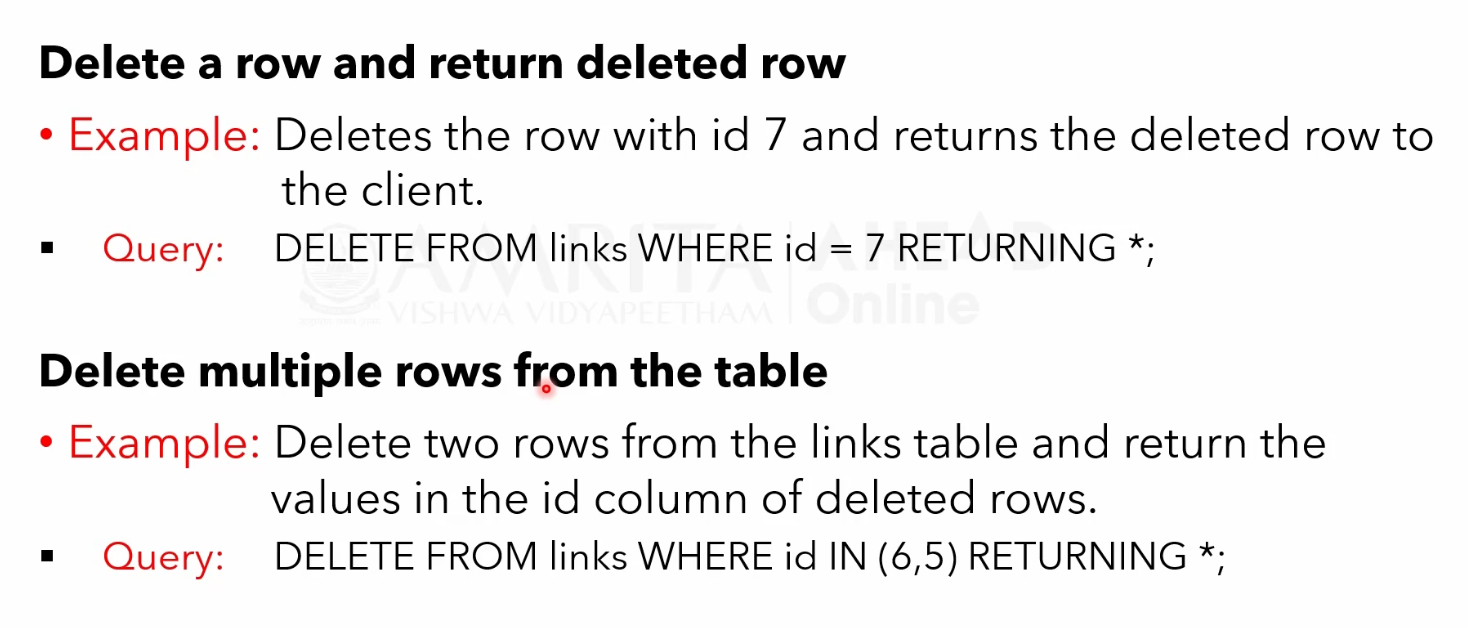 Delete a row and return deleted row
• Example: Deletes the row with id 7 and returns the deleted row to
the client.
▪ Query: DELETE FROM links WHERE id = 7 RETURNING *;
AMRITA AHEAD
VISHWA VIDYAPEETHAM Online
Delete multiple rows from the table
• Example: Delete two rows from the links table and return the
values in the id column of deleted rows.
▪ Query: DELETE FROM links WHERE id IN (6,5) RETURNING *;